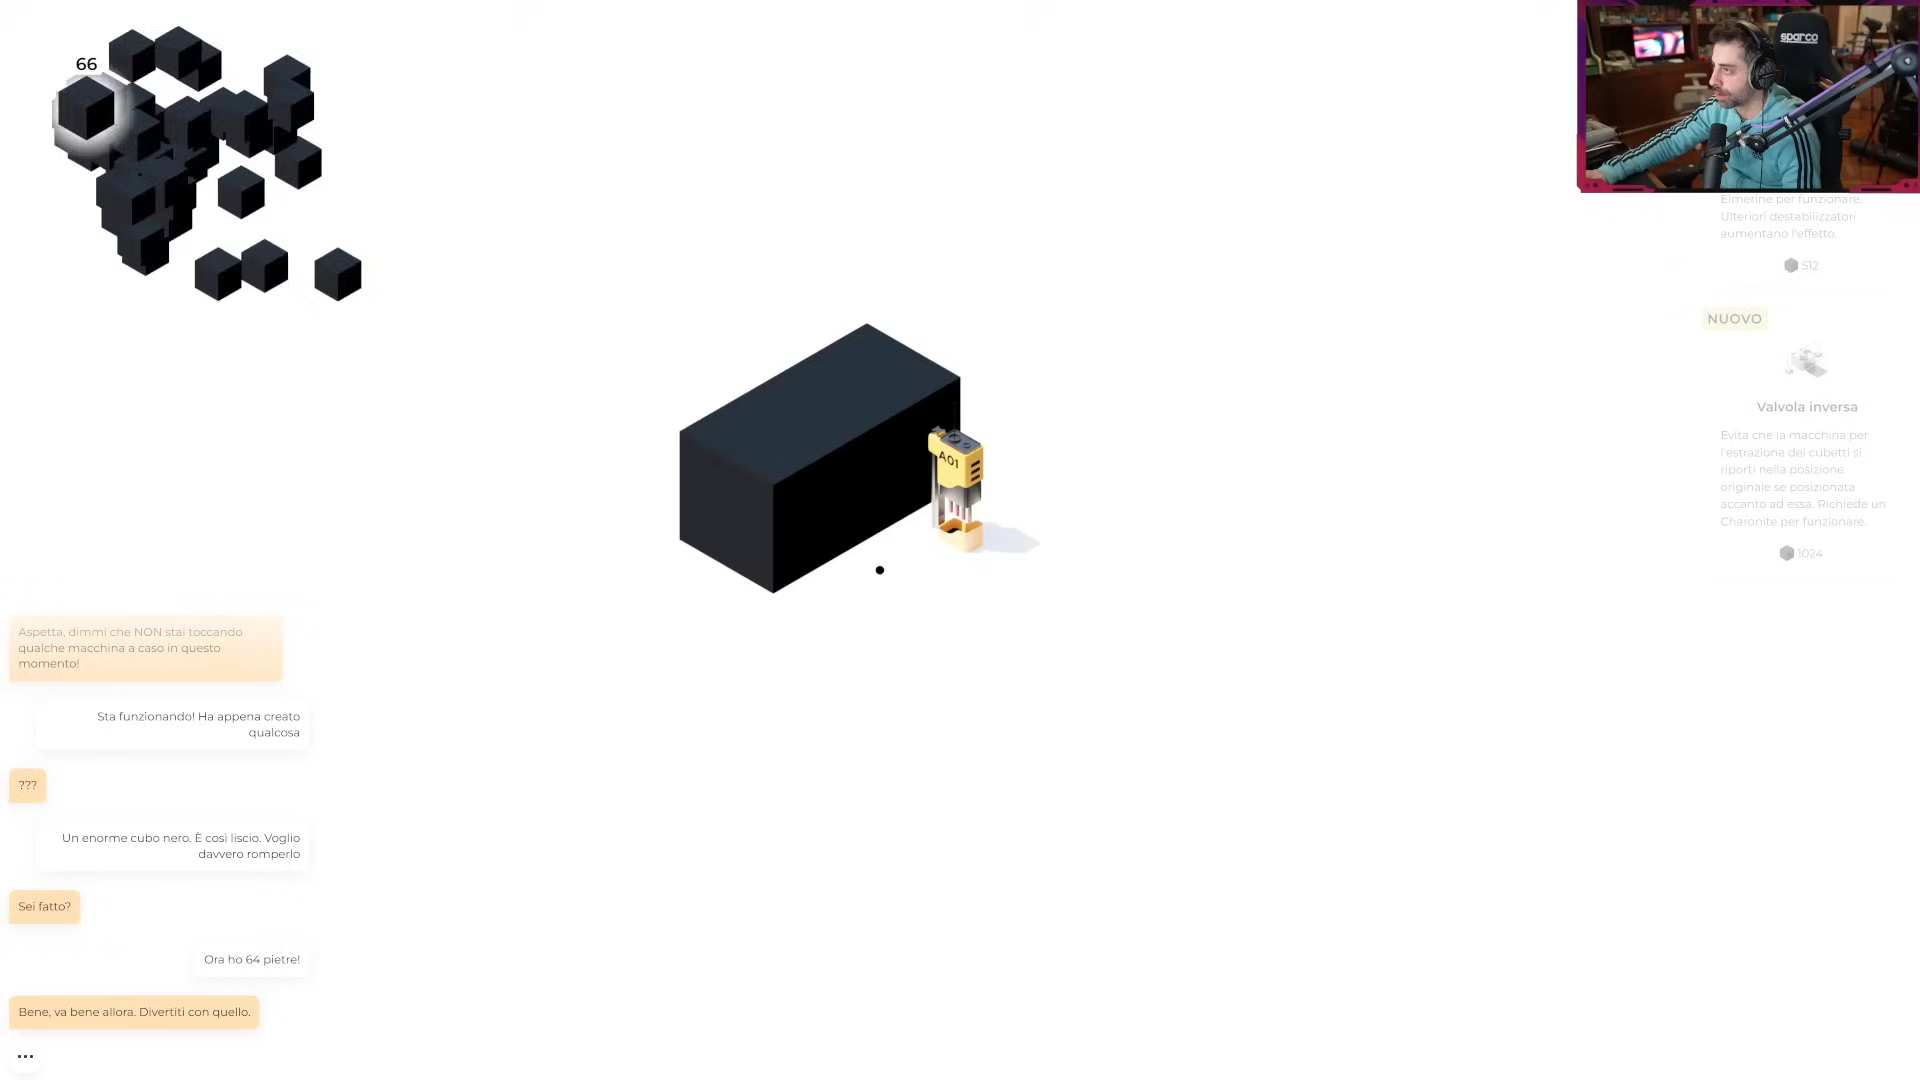 66
sparco
Elmerine per funzionare.
Ulteriori destabilizzatori
aumentano l'effetto.
512
NUOVO
Valvola inversa
Evita che la macchina per
l'estrazione dei cubetti si
riporti nella posizione
originale se posizionata
accanto ad essa. Richiede un
Charonite per funzionare.
1024
A01
Aspetta, dimmi che NON stai toccando
qualche macchina a caso in questo
momento!
Sta funzionando! Ha appena creato
qualcosa
???
Un enorme cubo nero. È così liscio. Voglio
davvero romperlo
Sei fatto?
Ora ho 64 pietre!
Bene, va bene allora. Divertiti con quello.
...